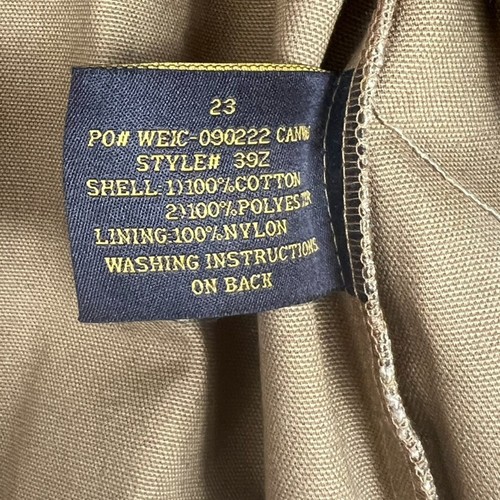 23
PO# WEIC-090222
STYLE# 39Z
SHELL:1)100%COTTON
2)100%POLYESTER
LINING:100%NYLON
WASHING INSTRUCTIONS
ON BACK